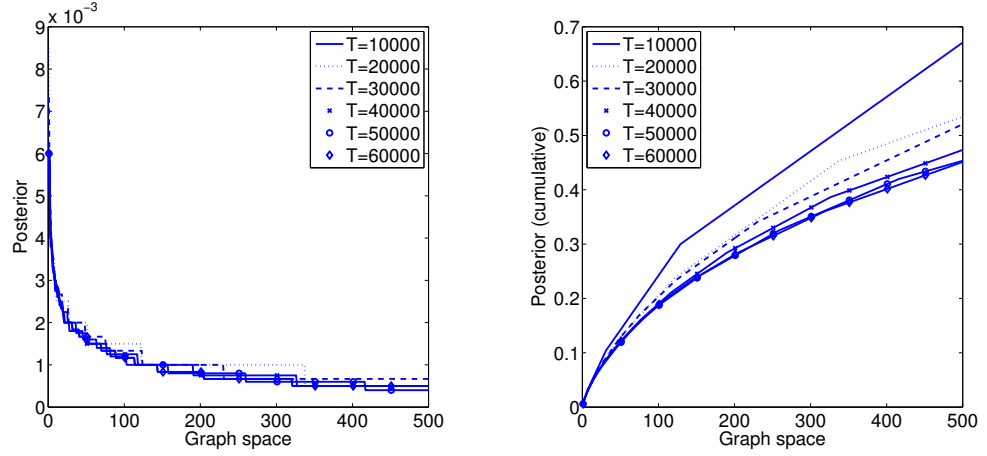 x 10⁻³
9
8
7
6
5
4
3
2
1
0
Posterior
0 100 200 300 400 500
Graph space
T=10000
T=20000
T=30000
T=40000
T=50000
T=60000
0.7
0.6
0.5
0.4
0.3
0.2
0.1
0
Posterior (cumulative)
0 100 200 300 400 500
Graph space
T=10000
T=20000
T=30000
T=40000
T=50000
T=60000